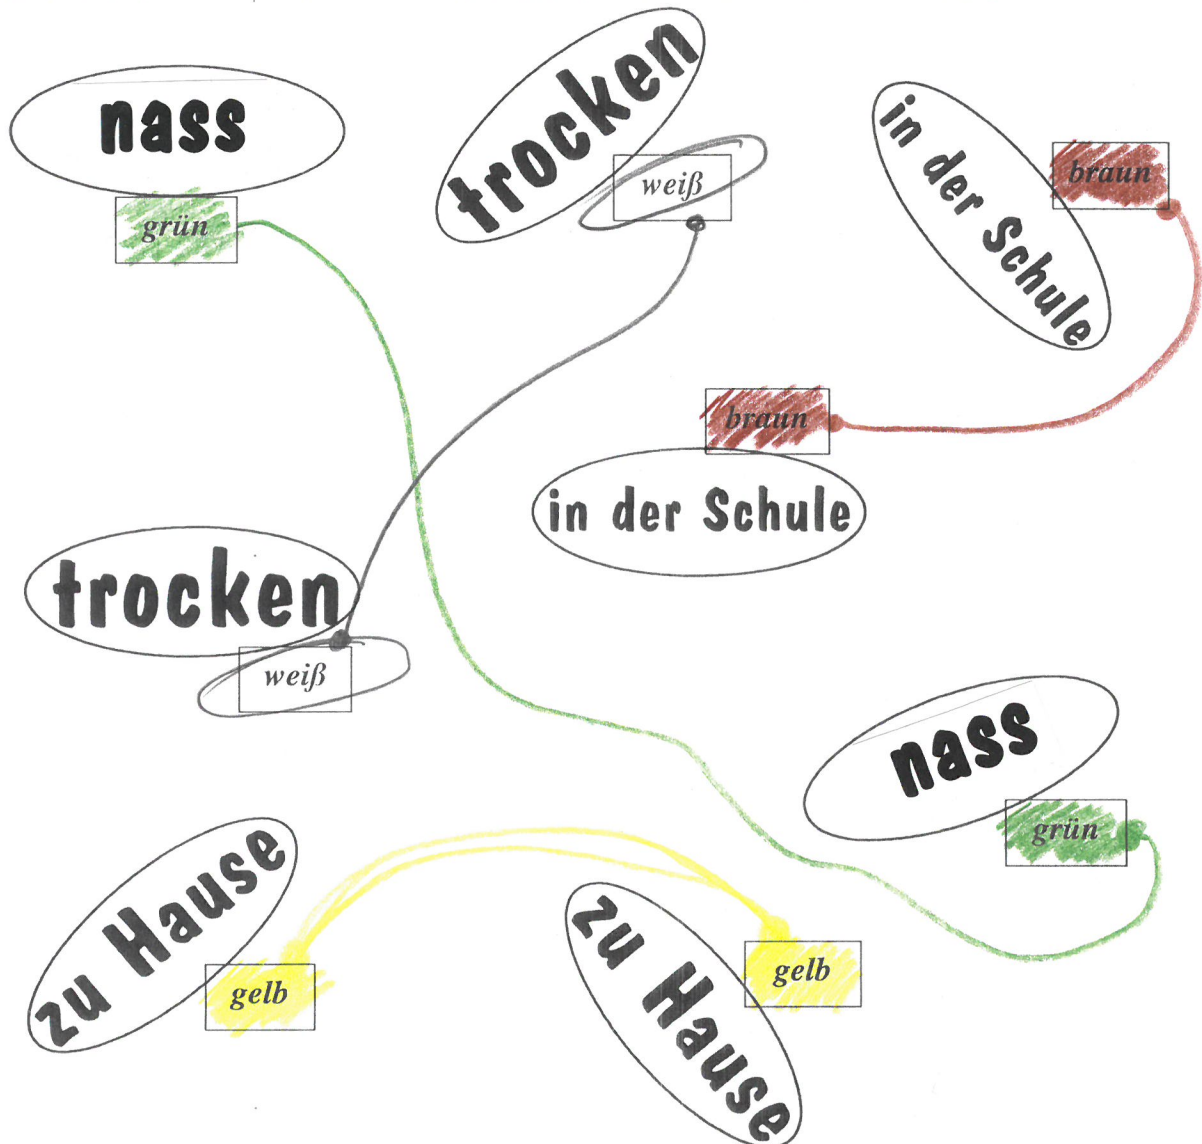 nass
grün
trocken
weiß
in der Schule
braun
braun
in der Schule
trocken
weiß
nass
grün
zu Hause
gelb
zu Hause
gelb